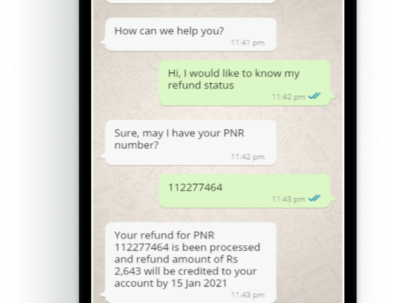 How can we help you?
11:41 pm
Hi, I would like to know my
refund status
11:42 pm
Sure, may I have your PNR
number?
11:42 pm
112277464
11:43 pm
Your refund for PNR
112277464 is been processed
and refund amount of Rs
2,643 will be credited to your
account by 15 Jan 2021
11:43 pm